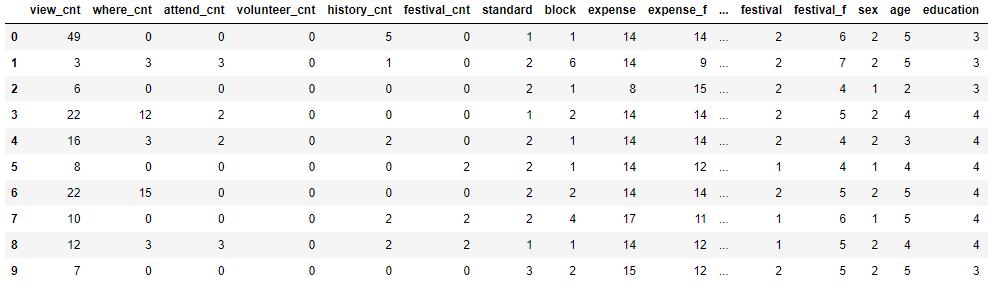 view_cnt where_cnt attend_cnt volunteer_cnt history_cnt festival_cnt standard block expense expense_f ... festival festival_f sex age education
0 49 0 0 0 5 0 1 1 14 14 ... 2 6 2 5 3
1 3 3 3 0 1 0 2 6 14 9 ... 2 7 2 5 3
2 6 0 0 0 0 0 2 1 8 15 ... 2 4 1 2 3
3 22 12 2 0 0 0 1 2 14 14 ... 2 5 2 4 4
4 16 3 2 0 2 0 2 1 14 14 ... 2 4 2 3 4
5 8 0 0 0 0 2 2 1 14 12 ... 1 4 1 4 4
6 22 15 0 0 0 0 2 2 14 14 ... 2 5 2 5 4
7 10 0 0 0 2 2 2 4 17 11 ... 1 6 1 5 4
8 12 3 3 0 2 2 1 1 14 12 ... 1 5 2 4 4
9 7 0 0 0 0 0 3 2 15 12 ... 2 5 2 5 3